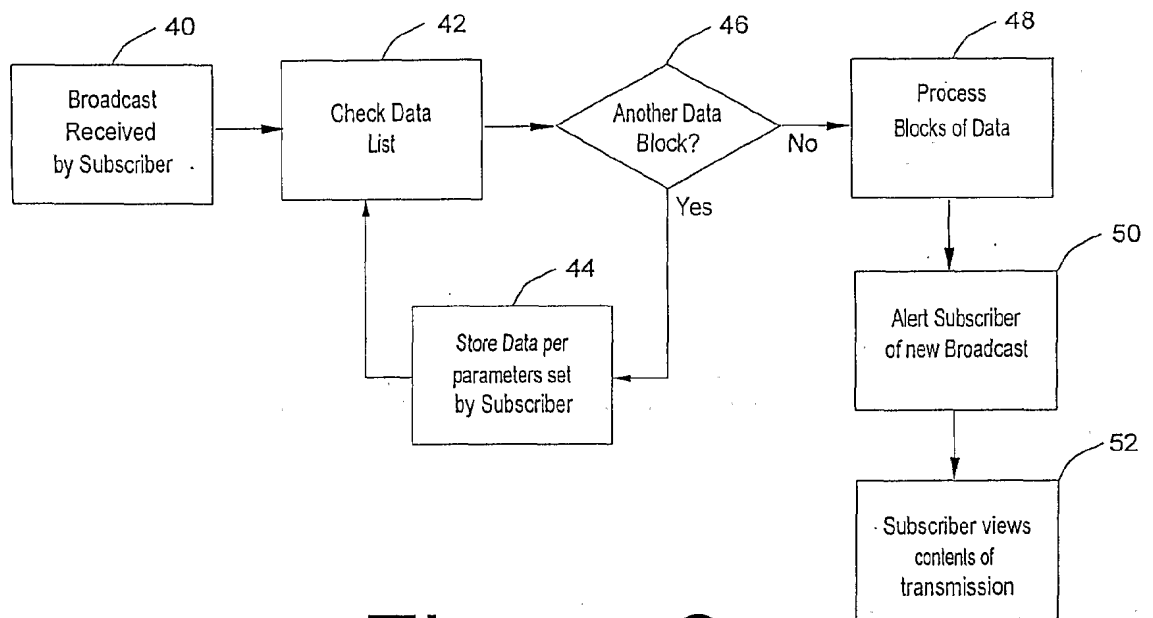 40
Broadcast
Received
by Subscriber
42
Check Data
List
46
Another Data
Block?
No
Yes
44
Store Data per
parameters set
by Subscriber
48
Process
Blocks of Data
50
Alert Subscriber
of new Broadcast
52
Subscriber views
contents of
transmission